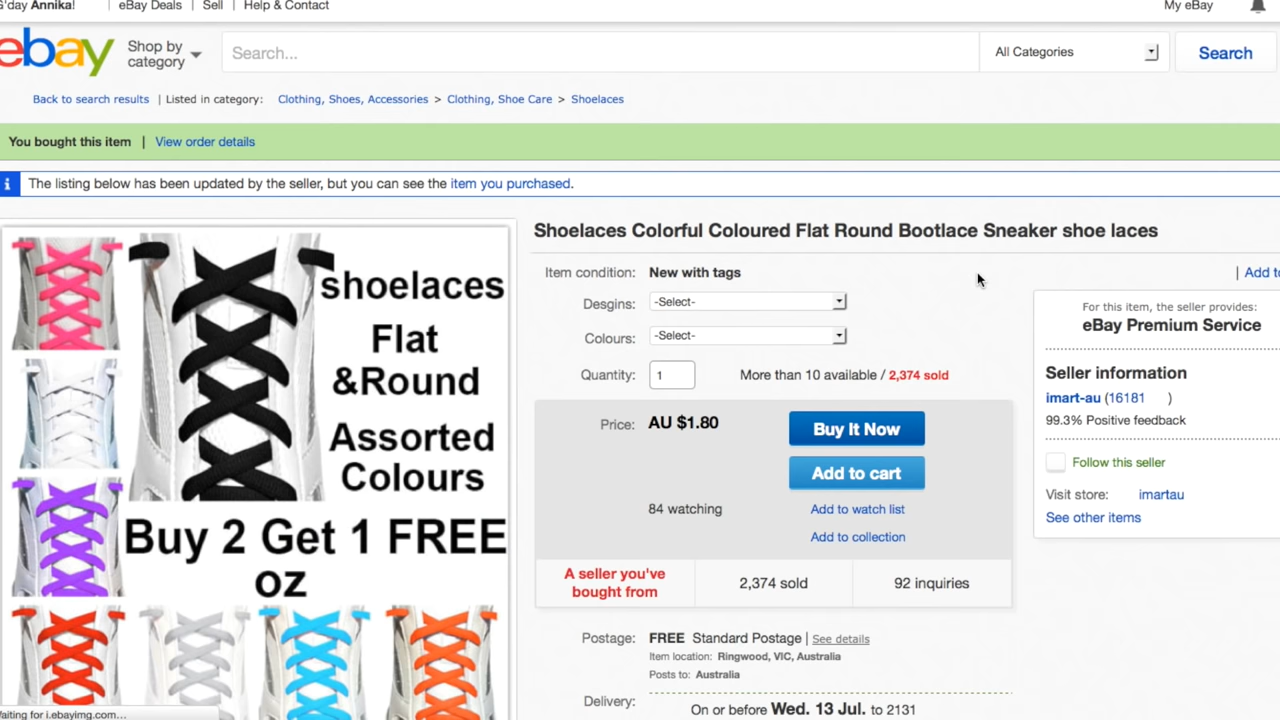 G'day Annika! | eBay Deals | Sell | Help & Contact
My eBay
ebay
Shop by category
Search...
All Categories
Search
Back to search results | Listed in category: Clothing, Shoes, Accessories > Clothing, Shoe Care > Shoelaces
You bought this item | View order details
i The listing below has been updated by the seller, but you can see the item you purchased.
shoelaces
Flat
&Round
Assorted
Colours
Buy 2 Get 1 FREE
oz
Shoelaces Colorful Coloured Flat Round Bootlace Sneaker shoe laces
Item condition: New with tags
Desgins: -Select-
Colours: -Select-
Quantity: 1 More than 10 available / 2,374 sold
Price: AU $1.80
Buy It Now
Add to cart
84 watching
Add to watch list
Add to collection
A seller you've
bought from
2,374 sold
92 inquiries
Postage: FREE Standard Postage | See details
Item location: Ringwood, VIC, Australia
Posts to: Australia
Delivery:
On or before Wed. 13 Jul. to 2131
| Add to
For this item, the seller provides:
eBay Premium Service
Seller information
imart-au (16181 )
99.3% Positive feedback
Follow this seller
Visit store: imartau
See other items
Waiting for i.ebayimg.com...